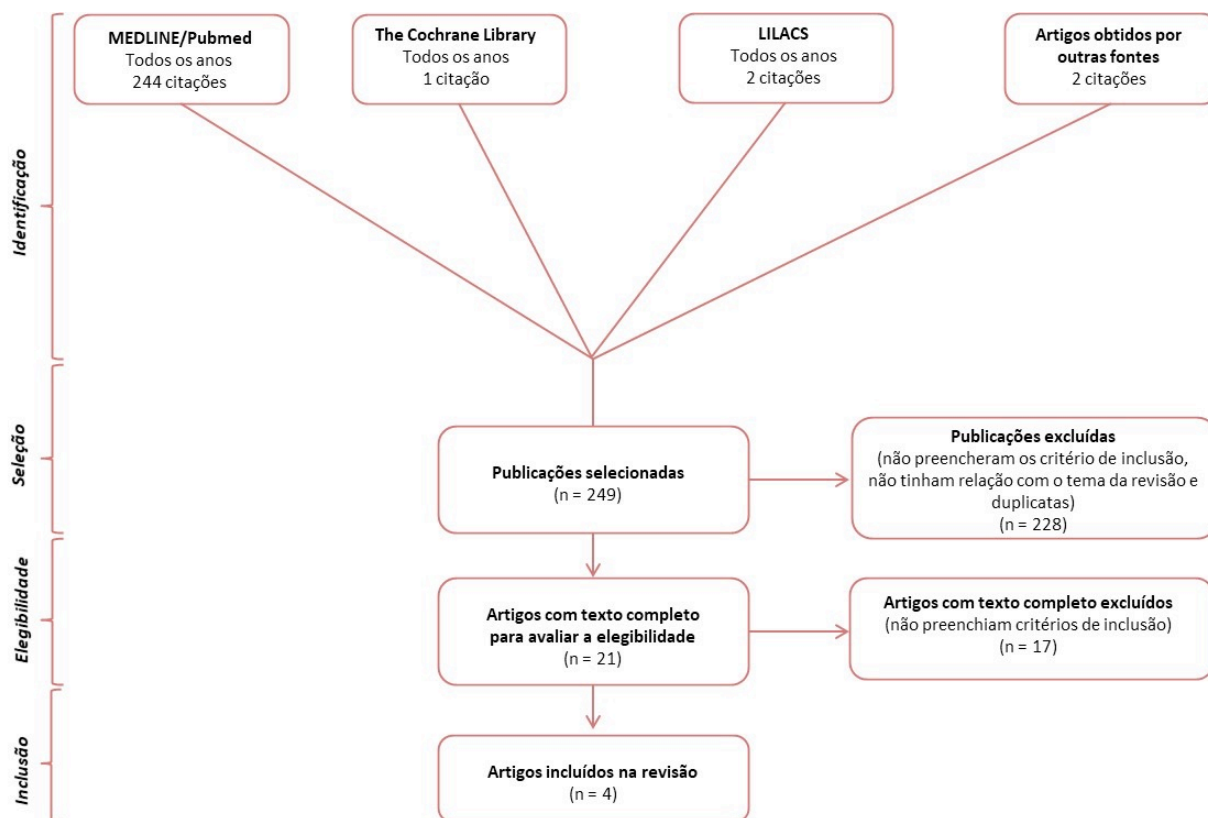 MEDLINE/Pubmed
Todos os anos
244 citações
The Cochrane Library
Todos os anos
1 citação
LILACS
Todos os anos
2 citações
Artigos obtidos por
outras fontes
2 citações
Identificação
Seleção
Publicações selecionadas
(n = 249)
Publicações excluídas
(não preencheram os critério de inclusão,
não tinham relação com o tema da revisão e
duplicatas)
(n = 228)
Elegibilidade
Artigos com texto completo
para avaliar a elegibilidade
(n = 21)
Artigos com texto completo excluídos
(não preenchiam critérios de inclusão)
(n = 17)
Inclusão
Artigos incluídos na revisão
(n = 4)